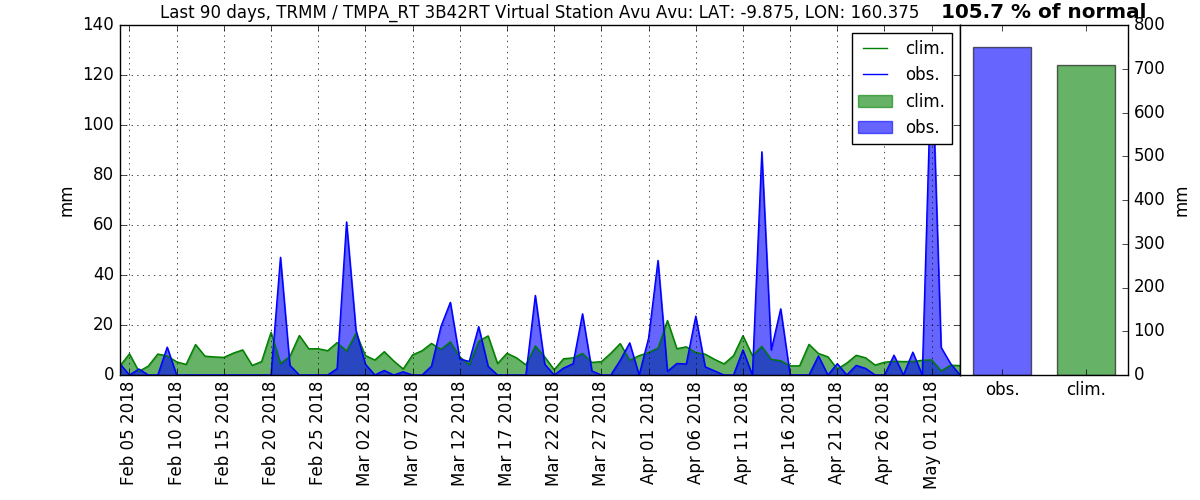 Last 90 days, TRMM / TMPA_RT 3B42RT Virtual Station Avu Avu: LAT: -9.875, LON: 160.375
105.7 % of normal
140
120
100
80
60
40
20
0
mm
clim.
obs.
clim.
obs.
800
700
600
500
400
300
200
100
0
mm
Feb 05 2018
Feb 10 2018
Feb 15 2018
Feb 20 2018
Feb 25 2018
Mar 02 2018
Mar 07 2018
Mar 12 2018
Mar 17 2018
Mar 22 2018
Mar 27 2018
Apr 01 2018
Apr 06 2018
Apr 11 2018
Apr 16 2018
Apr 21 2018
Apr 26 2018
May 01 2018
obs.
clim.